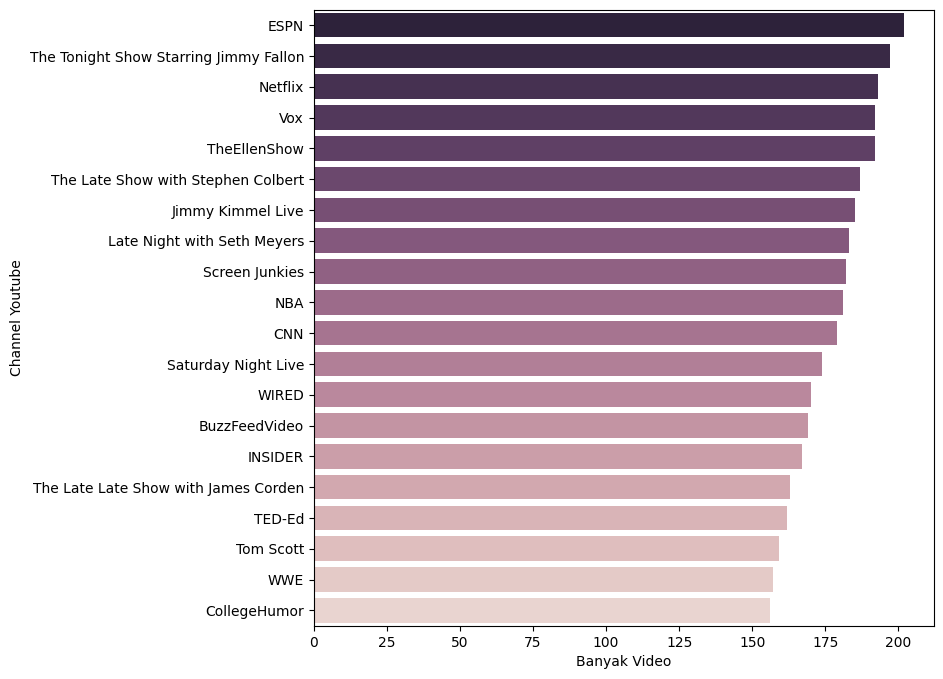 ESPN
The Tonight Show Starring Jimmy Fallon
Netflix
Vox
TheEllenShow
The Late Show with Stephen Colbert
Jimmy Kimmel Live
Late Night with Seth Meyers
Screen Junkies
NBA
CNN
Saturday Night Live
WIRED
BuzzFeedVideo
INSIDER
The Late Late Show with James Corden
TED-Ed
Tom Scott
WWE
CollegeHumor
Channel Youtube
0 25 50 75 100 125 150 175 200
Banyak Video